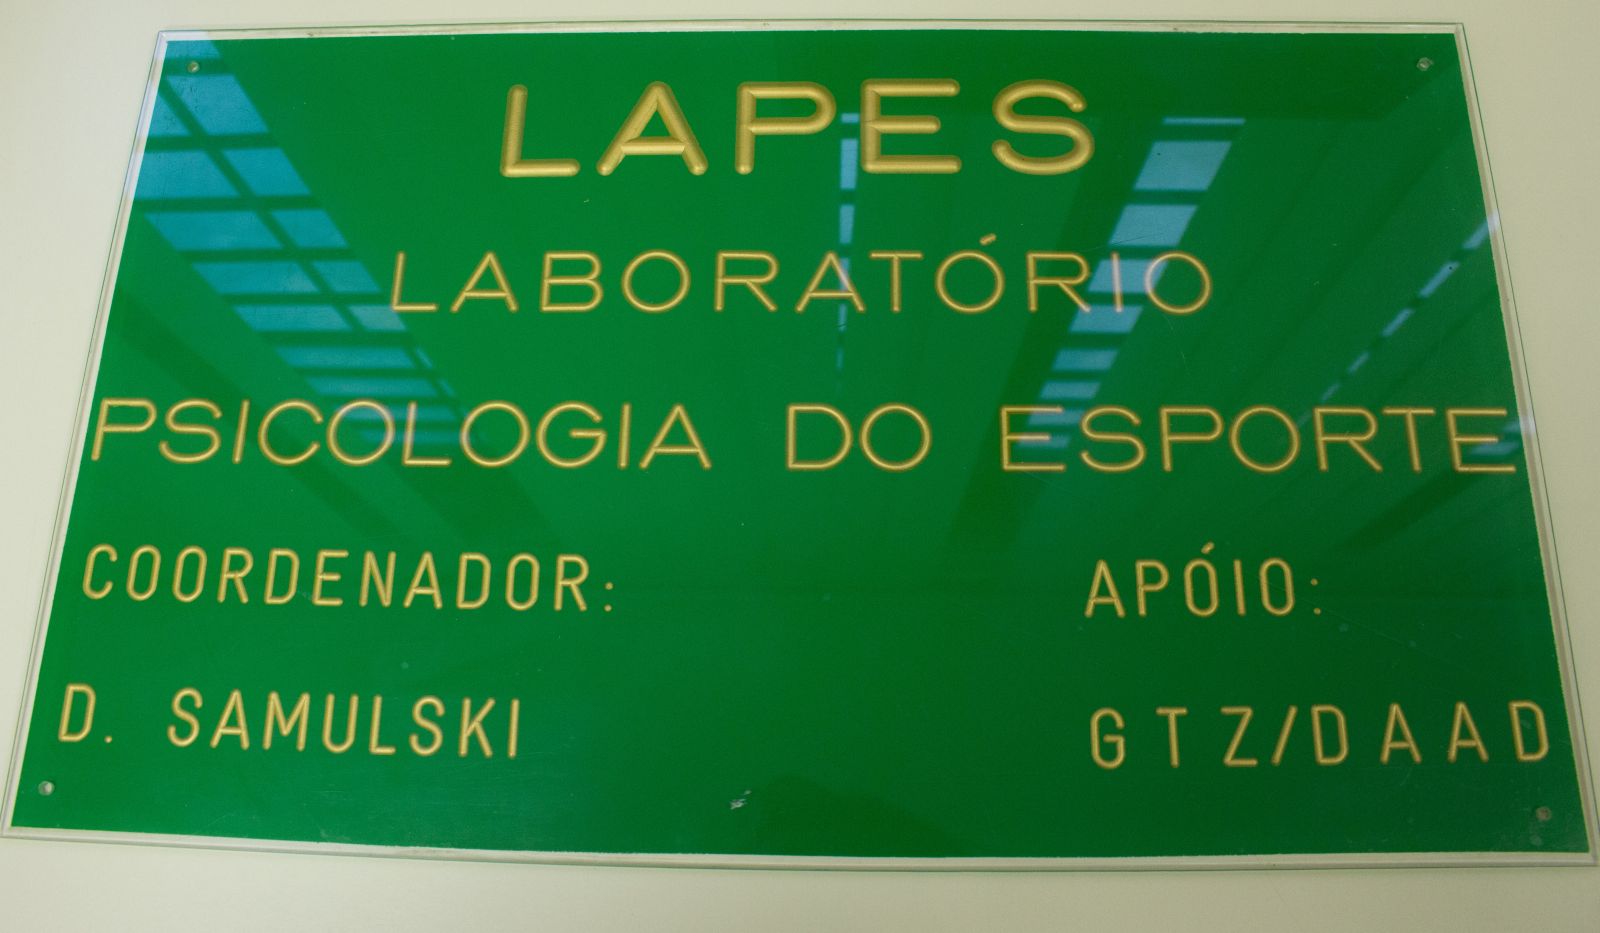 LAPES
LABORATÓRIO
PSICOLOGIA DO ESPORTE
COORDENADOR: APÓIO:
D. SAMULSKI GTZ/DAAD